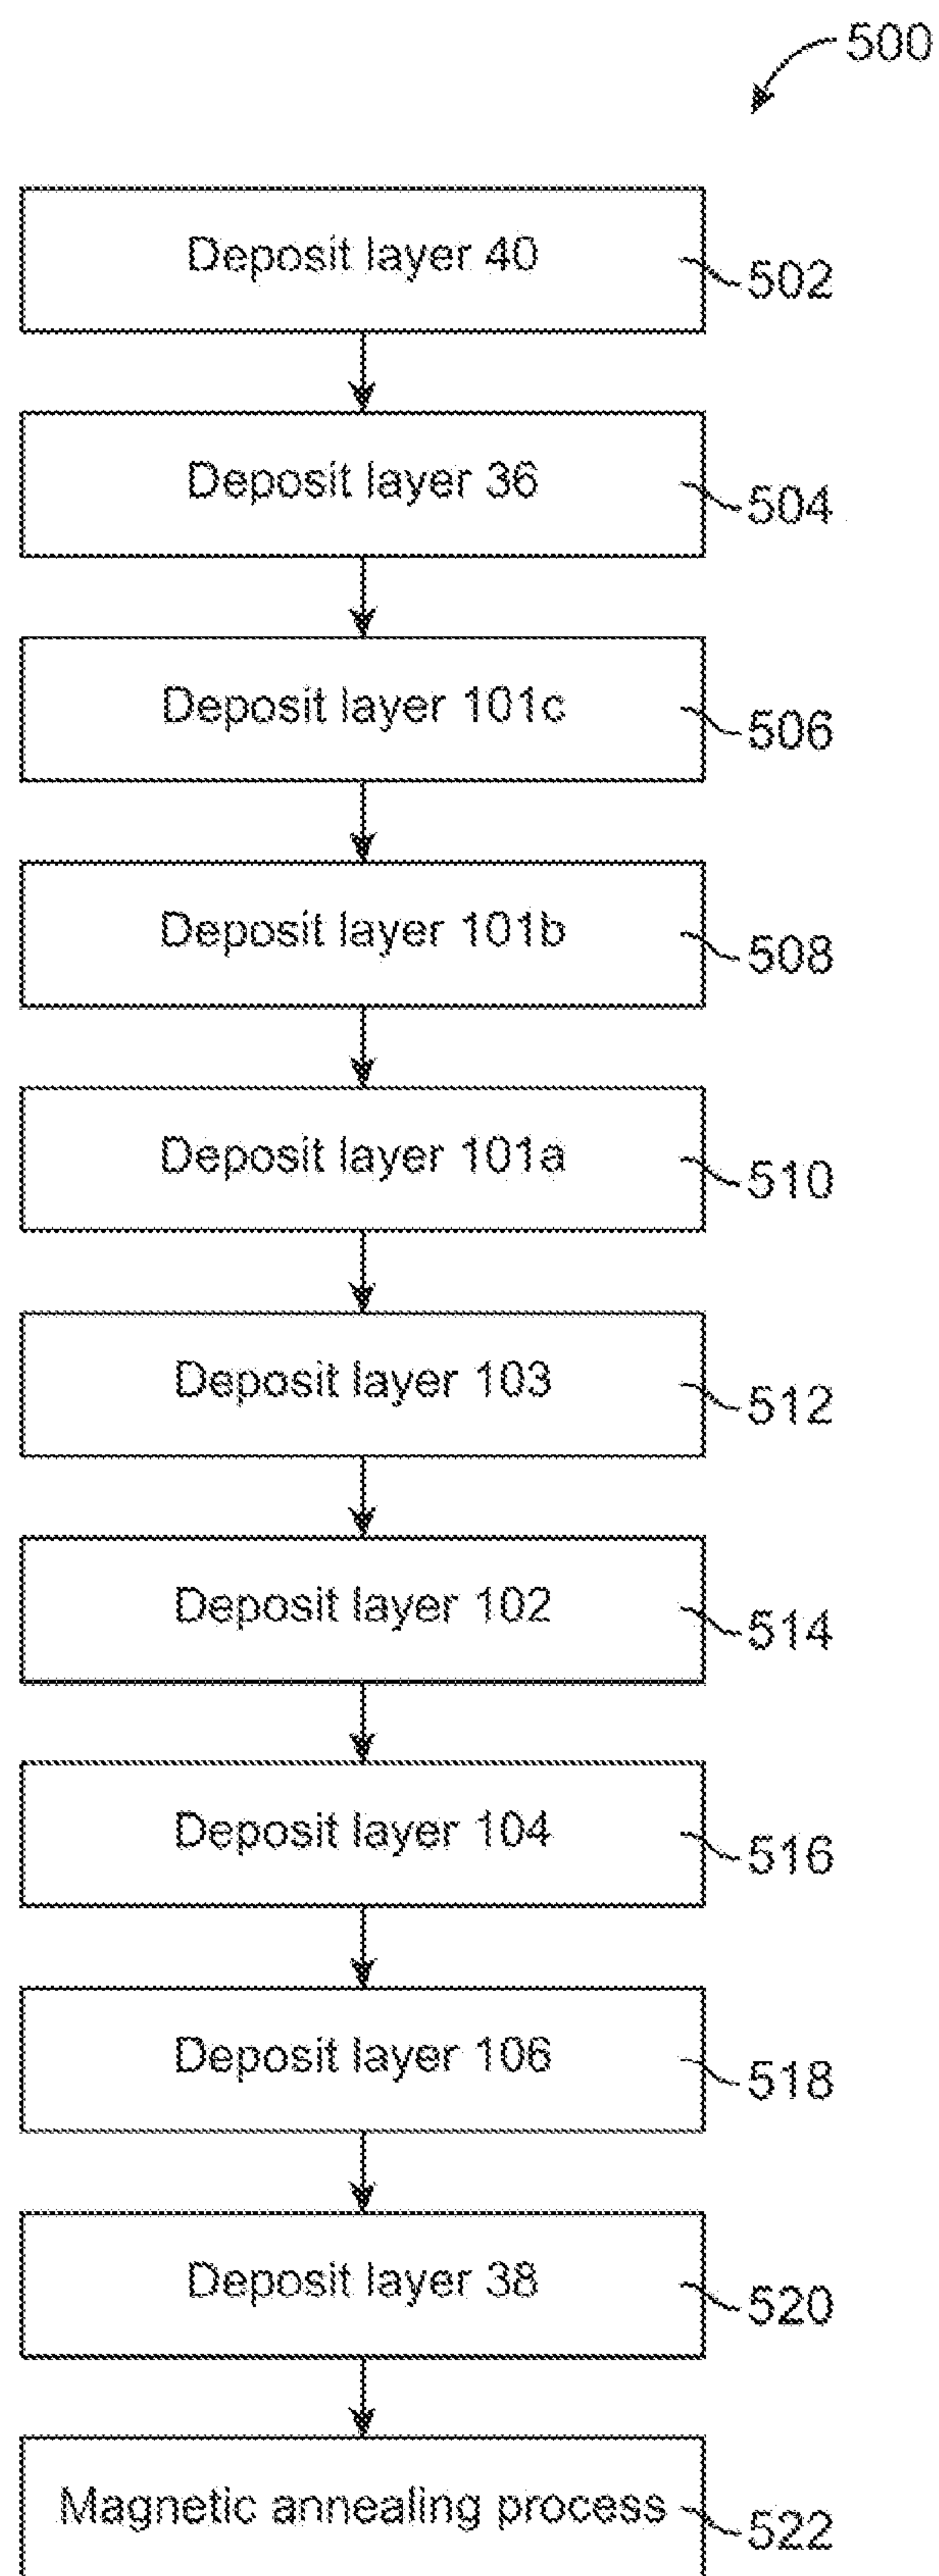 500
Deposit layer 40
502
Deposit layer 36
504
Deposit layer 101c
506
Deposit layer 101b
508
Deposit layer 101a
510
Deposit layer 103
512
Deposit layer 102
514
Deposit layer 104
516
Deposit layer 106
518
Deposit layer 38
520
Magnetic annealing process
522